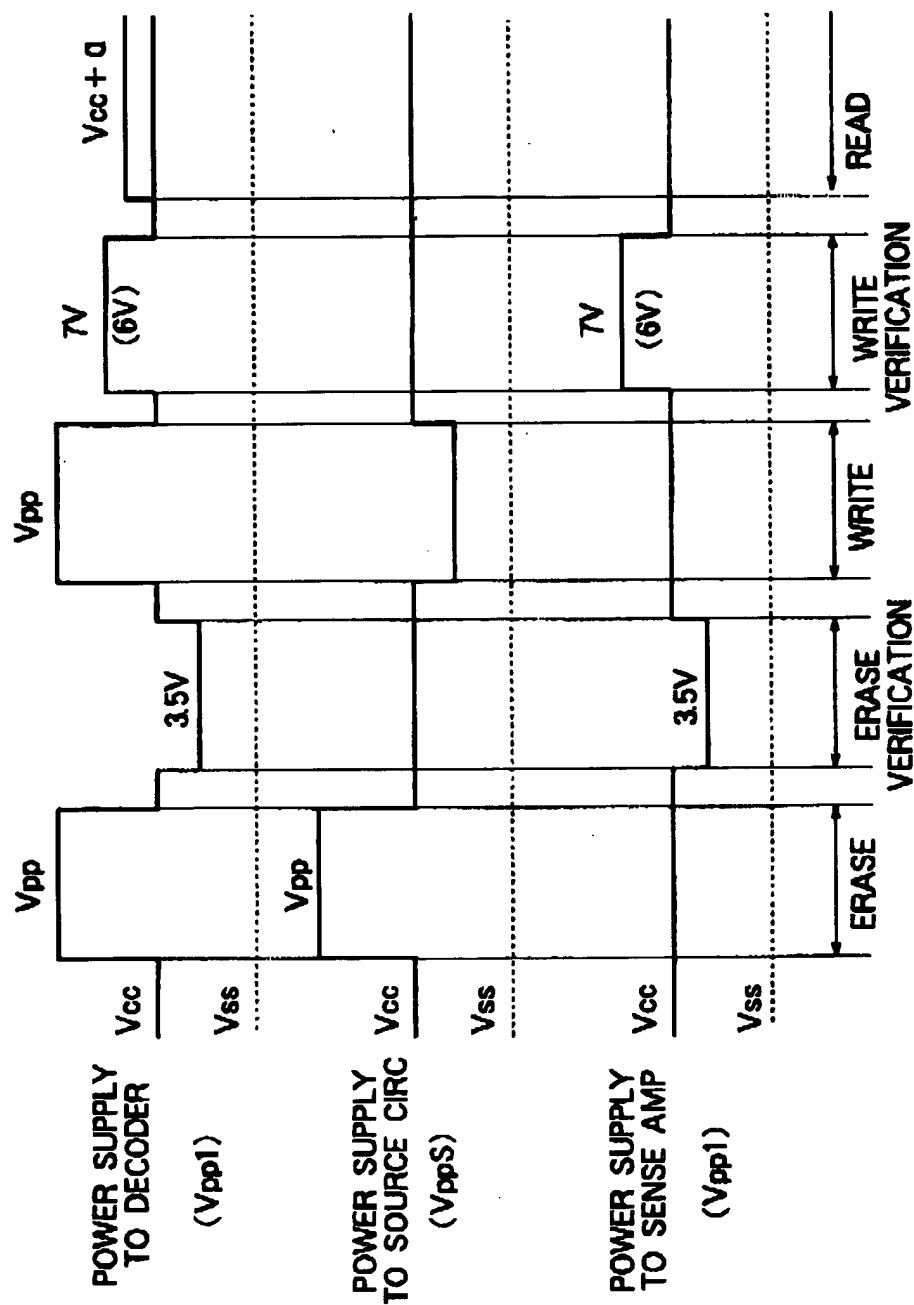 POWER SUPPLY
TO DECODER
(Vpp1)
Vcc
Vss
Vpp
3.5V
Vpp
7V
(6V)
Vcc + α
POWER SUPPLY
TO SOURCE CIRC
(VppS)
Vcc
Vss
Vpp
POWER SUPPLY
TO SENSE AMP
(Vpp1)
Vcc
Vss
3.5V
7V
(6V)
ERASE
ERASE
VERIFICATION
WRITE
WRITE
VERIFICATION
READ